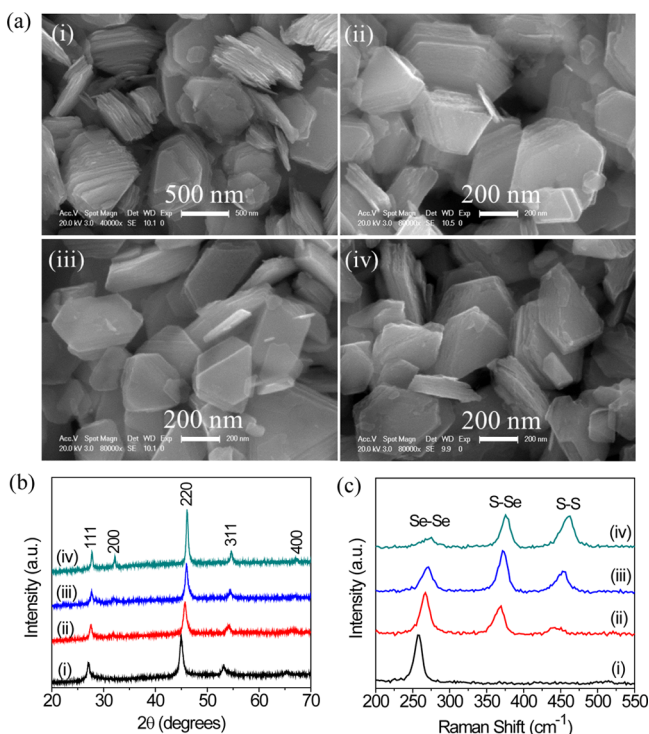 (a)
(i)
500 nm
Acc.V Spot Magn Det WD Exp
20.0 kV 3.0 40000x SE 10.1 0
500 nm
(ii)
200 nm
Acc.V Spot Magn Det WD Exp
20.0 kV 3.0 80000x SE 10.5 0
200 nm
(iii)
200 nm
Acc.V Spot Magn Det WD Exp
20.0 kV 3.0 80000x SE 10.1 0
200 nm
(iv)
200 nm
Acc.V Spot Magn Det WD Exp
20.0 kV 3.0 80000x SE 9.9 0
200 nm
(b)
Intensity (a.u.)
111
200
220
311
400
(iv)
(iii)
(ii)
(i)
20 30 40 50 60 70
2θ (degrees)
(c)
Intensity (a.u.)
Se-Se
S-Se
S-S
(iv)
(iii)
(ii)
(i)
200 250 300 350 400 450 500 550
Raman Shift (cm⁻¹)